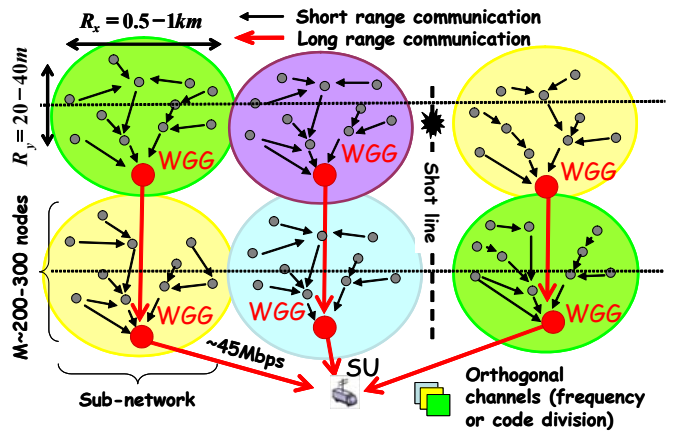 Rx = 0.5-1km
Short range communication
Long range communication
Ry = 20-40m
WGG
WGG
WGG
Shot line
M~200-300 nodes
WGG
WGG
WGG
~45Mbps
SU
Sub-network
Orthogonal
channels (frequency
or code division)